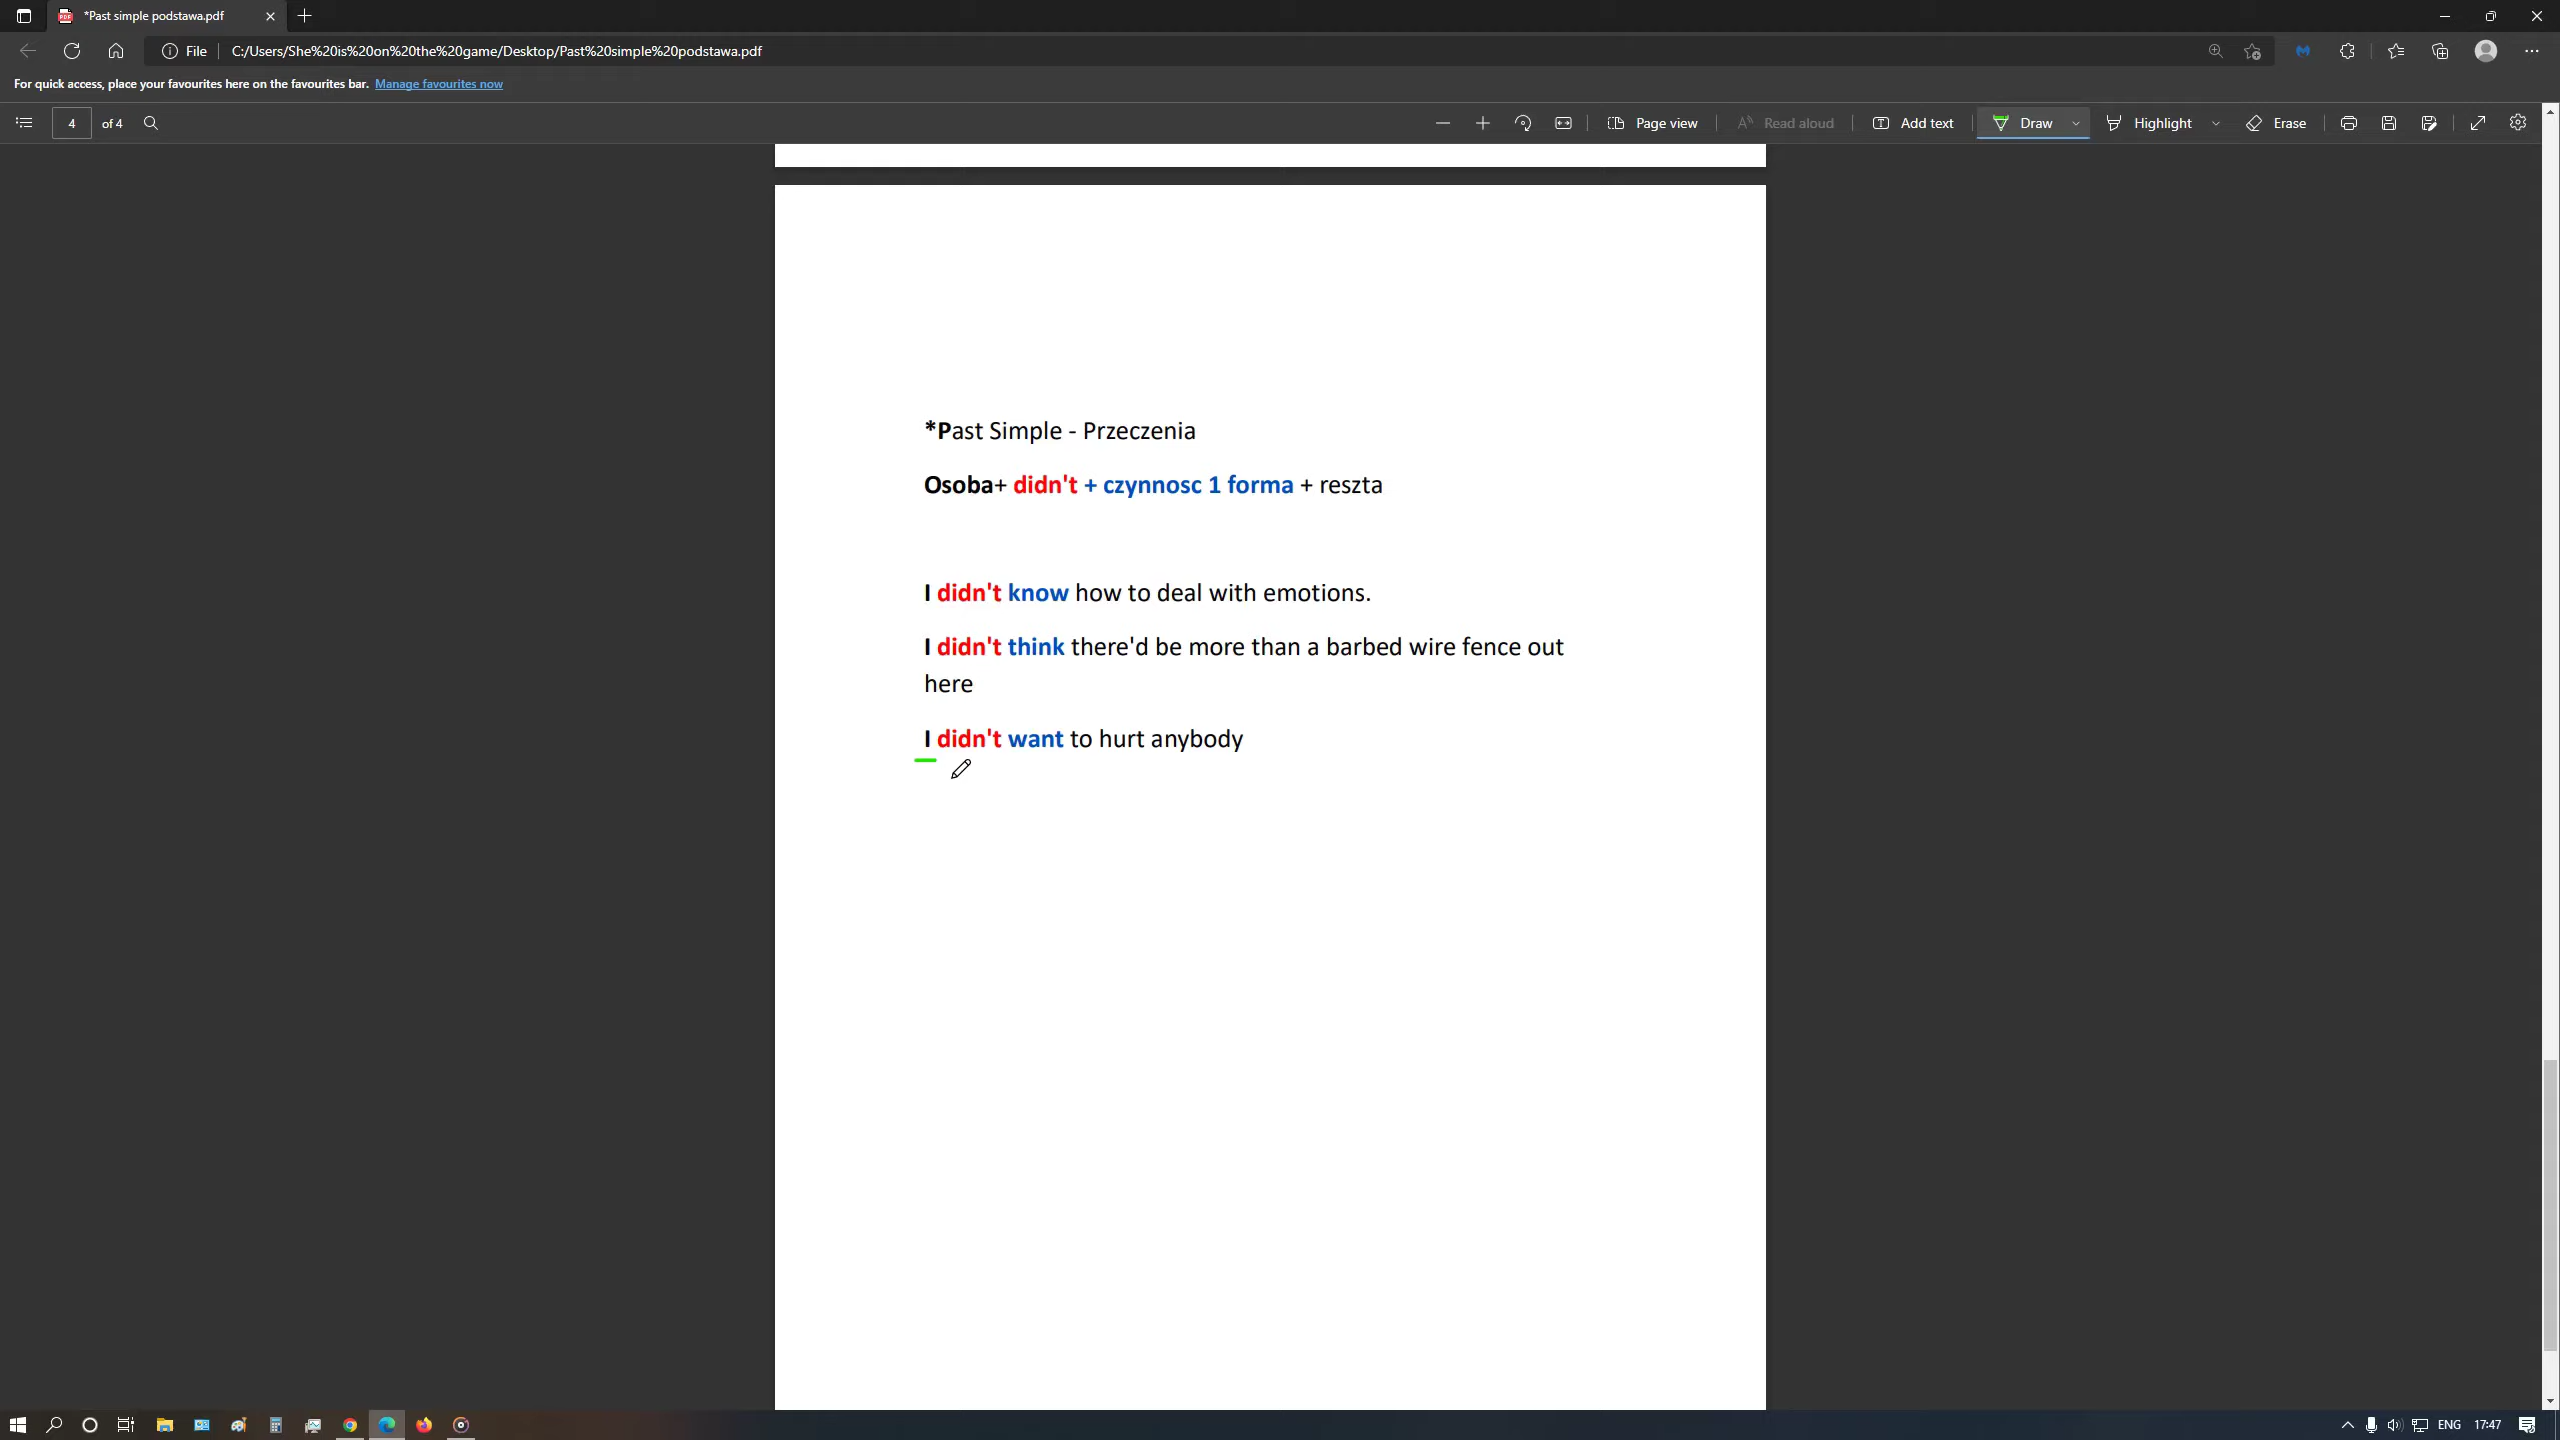 *Past simple podstawa.pdf
File
C:/Users/She%20is%20on%20the%20game/Desktop/Past%20simple%20podstawa.pdf
For quick access, place your favourites here on the favourites bar. Manage favourites now
4 of 4
Page view
Read aloud
Add text
Draw
Highlight
Erase
*Past Simple - Przeczenia
Osoba+ didn't + czynnosc 1 forma + reszta
I didn't know how to deal with emotions.
I didn't think there'd be more than a barbed wire fence out
here
I didn't want to hurt anybody
ENG 17:47